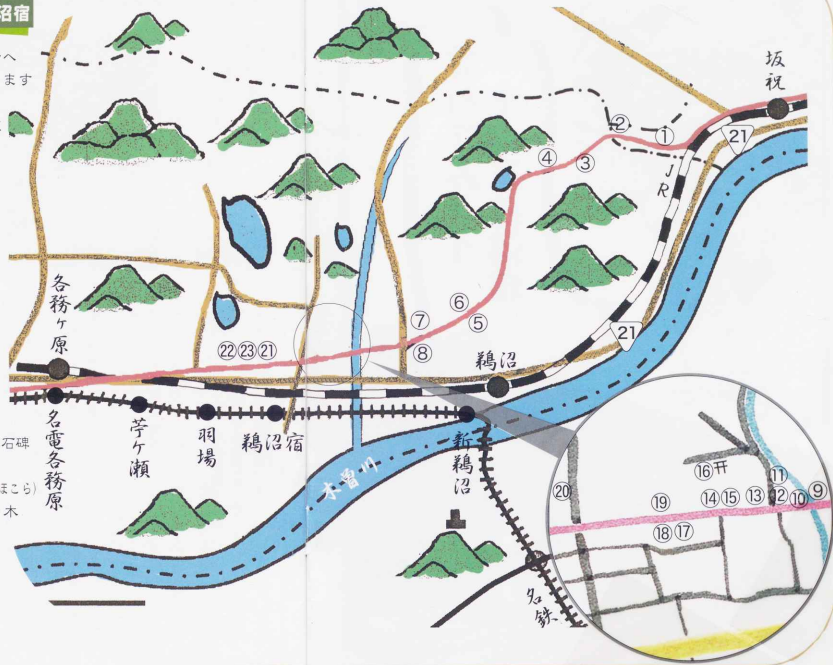 沼宿
へ
ます
坂祝
②
①
21
④
③
JR
各務ヶ原
⑥
⑤
⑦
⑧
21
㉒㉓㉑
鵜沼
名電各務原
苧ヶ瀬
羽場
鵜沼宿
新鵜沼
石碑
ほこら)
木
木曽川
⑯
⑪
⑳
⑲
⑭⑮
⑬
⑫
⑩
⑨
⑱⑰
名鉄